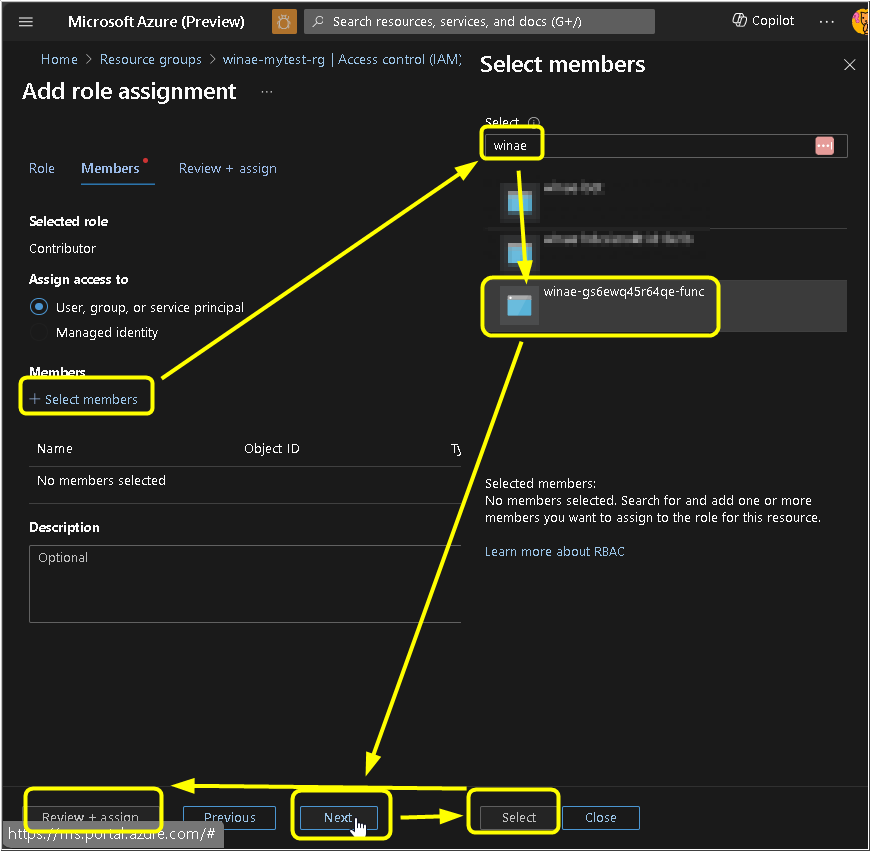 Microsoft Azure (Preview)
Search resources, services, and docs (G+/)
Copilot
Home > Resource groups > winae-mytest-rg | Access control (IAM)
Add role assignment
Role
Members
Review + assign
Selected role
Contributor
Assign access to
User, group, or service principal
Managed identity
Members
+ Select members
Name Object ID Ty
No members selected
Description
Optional
Review + assign
Previous
Next
https://ms.portal.azure.com/#
Select members
Select
winae
winae-gs6ewq45r64qe-func
Selected members:
No members selected. Search for and add one or more
members you want to assign to the role for this resource.
Learn more about RBAC
Select
Close